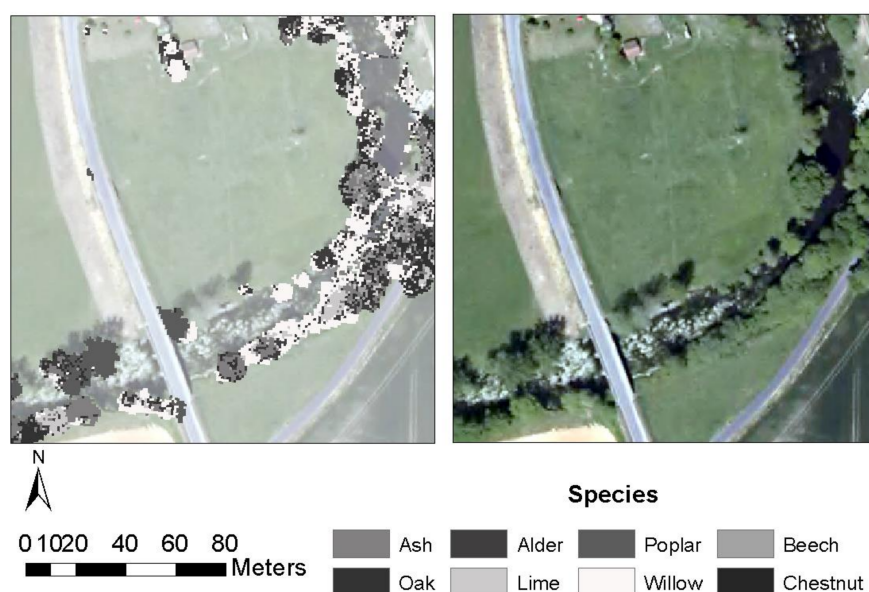 N
0 10 20 40 60 80
Meters
Species
Ash Alder Poplar Beech
Oak Lime Willow Chestnut